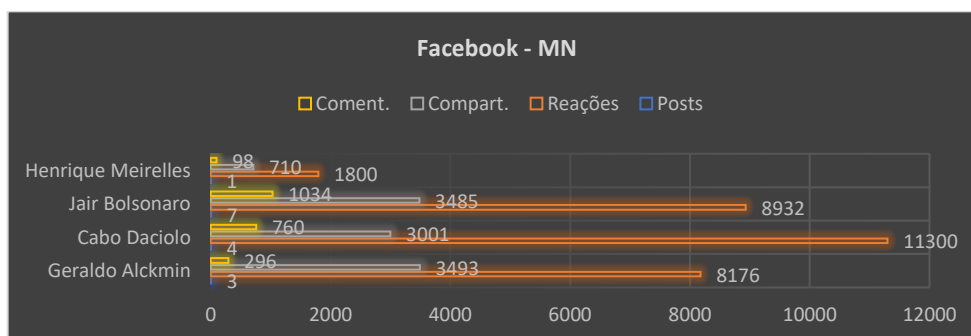 Facebook - MN
Coment. Compart. Reações Posts
Henrique Meirelles
98
710
1800
1
Jair Bolsonaro
1034
3485
8932
7
Cabo Daciolo
760
3001
11300
4
Geraldo Alckmin
296
3493
8176
3
0 2000 4000 6000 8000 10000 12000